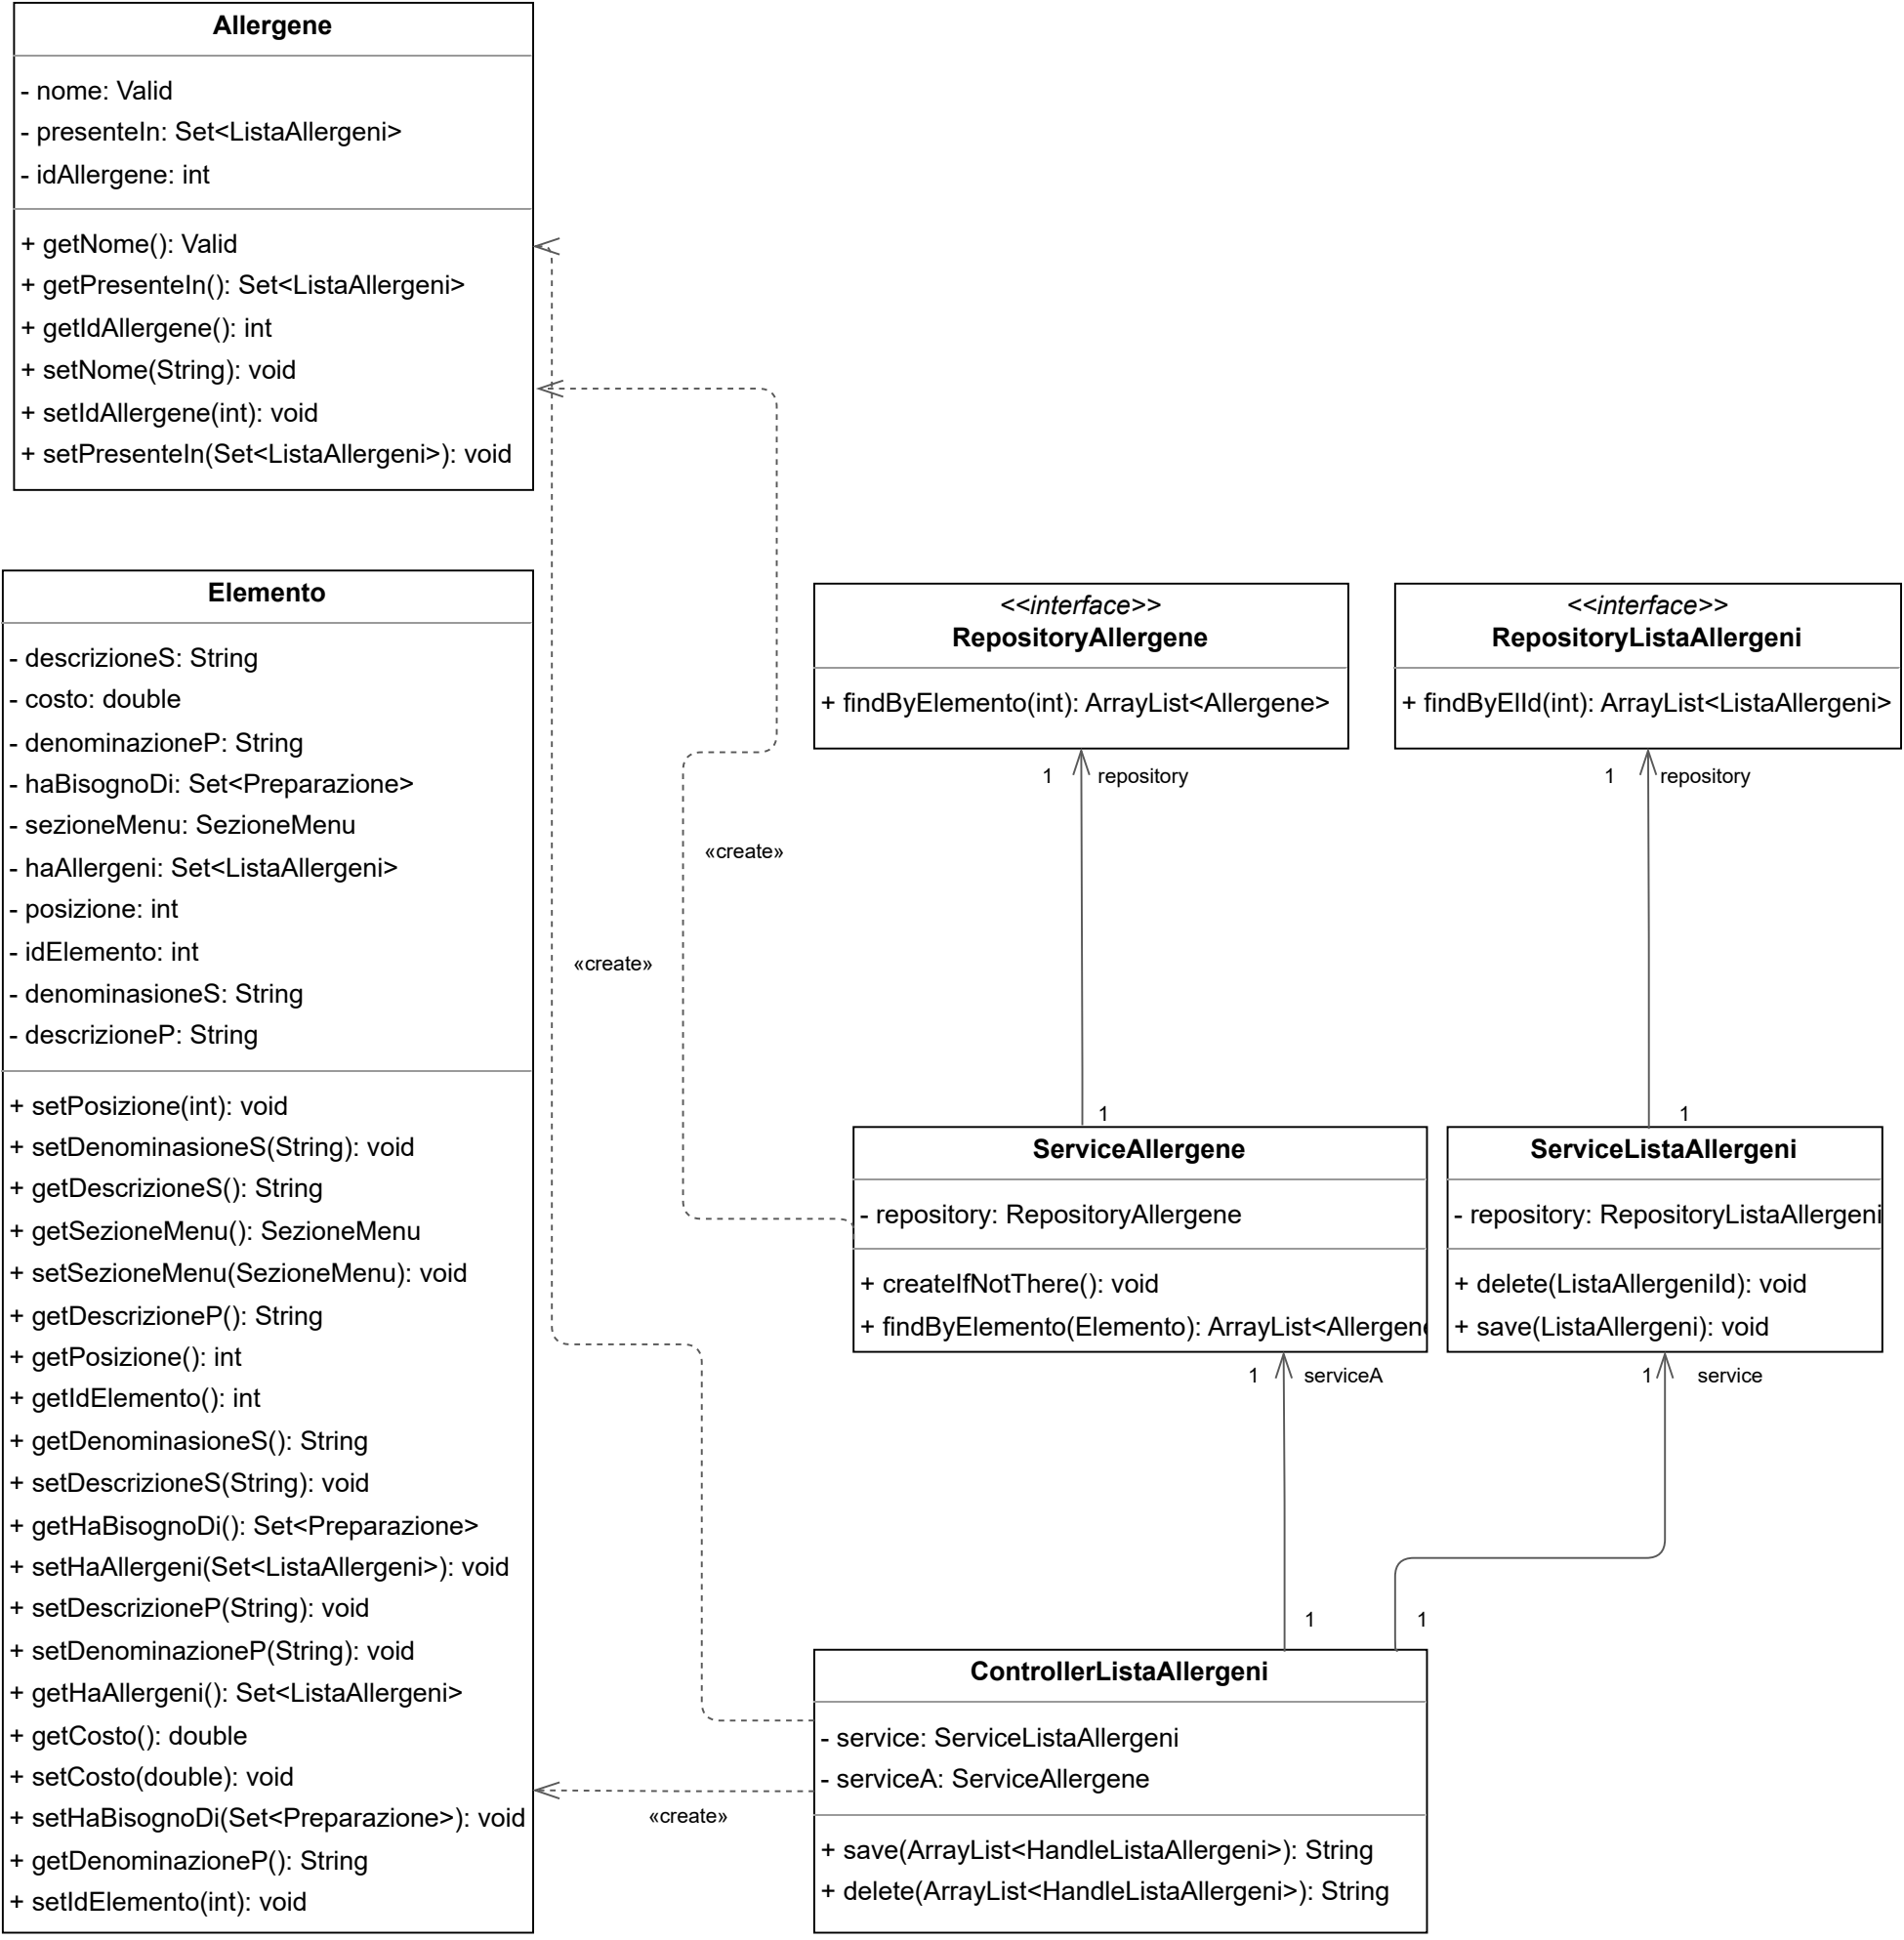 Allergene
- nome: Valid
- presenteIn: Set<ListaAllergeni>
- idAllergene: int
+ getNome(): Valid
+ getPresenteIn(): Set<ListaAllergeni>
+ getIdAllergene(): int
+ setNome(String): void
+ setIdAllergene(int): void
+ setPresenteIn(Set<ListaAllergeni>): void
Elemento
- descrizioneS: String
- costo: double
- denominazioneP: String
- haBisognoDi: Set<Preparazione>
- sezioneMenu: SezioneMenu
- haAllergeni: Set<ListaAllergeni>
- posizione: int
- idElemento: int
- denominasioneS: String
- descrizioneP: String
+ setPosizione(int): void
+ setDenominasioneS(String): void
+ getDescrizioneS(): String
+ getSezioneMenu(): SezioneMenu
+ setSezioneMenu(SezioneMenu): void
+ getDescrizioneP(): String
+ getPosizione(): int
+ getIdElemento(): int
+ getDenominasioneS(): String
+ setDescrizioneS(String): void
+ getHaBisognoDi(): Set<Preparazione>
+ setHaAllergeni(Set<ListaAllergeni>): void
+ setDescrizioneP(String): void
+ setDenominazioneP(String): void
+ getHaAllergeni(): Set<ListaAllergeni>
+ getCosto(): double
+ setCosto(double): void
+ setHaBisognoDi(Set<Preparazione>): void
+ getDenominazioneP(): String
+ setIdElemento(int): void
«create»
«create»
«create»
<<interface>>
RepositoryAllergene
+ findByElemento(int): ArrayList<Allergene>
1 repository
1
<<interface>>
RepositoryListaAllergeni
+ findByElId(int): ArrayList<ListaAllergeni>
1 repository
1
ServiceAllergene
- repository: RepositoryAllergene
+ createIfNotThere(): void
+ findByElemento(Elemento): ArrayList<Allergene
1 serviceA
1
ServiceListaAllergeni
- repository: RepositoryListaAllergeni
+ delete(ListaAllergeniId): void
+ save(ListaAllergeni): void
1 service
1
ControllerListaAllergeni
- service: ServiceListaAllergeni
- serviceA: ServiceAllergene
+ save(ArrayList<HandleListaAllergeni>): String
+ delete(ArrayList<HandleListaAllergeni>): String